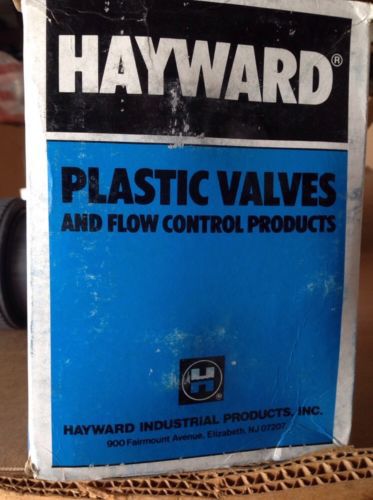 HAYWARD®
PLASTIC VALVES
AND FLOW CONTROL PRODUCTS
H®
HAYWARD INDUSTRIAL PRODUCTS, INC.
900 Fairmount Avenue, Elizabeth, NJ 07207